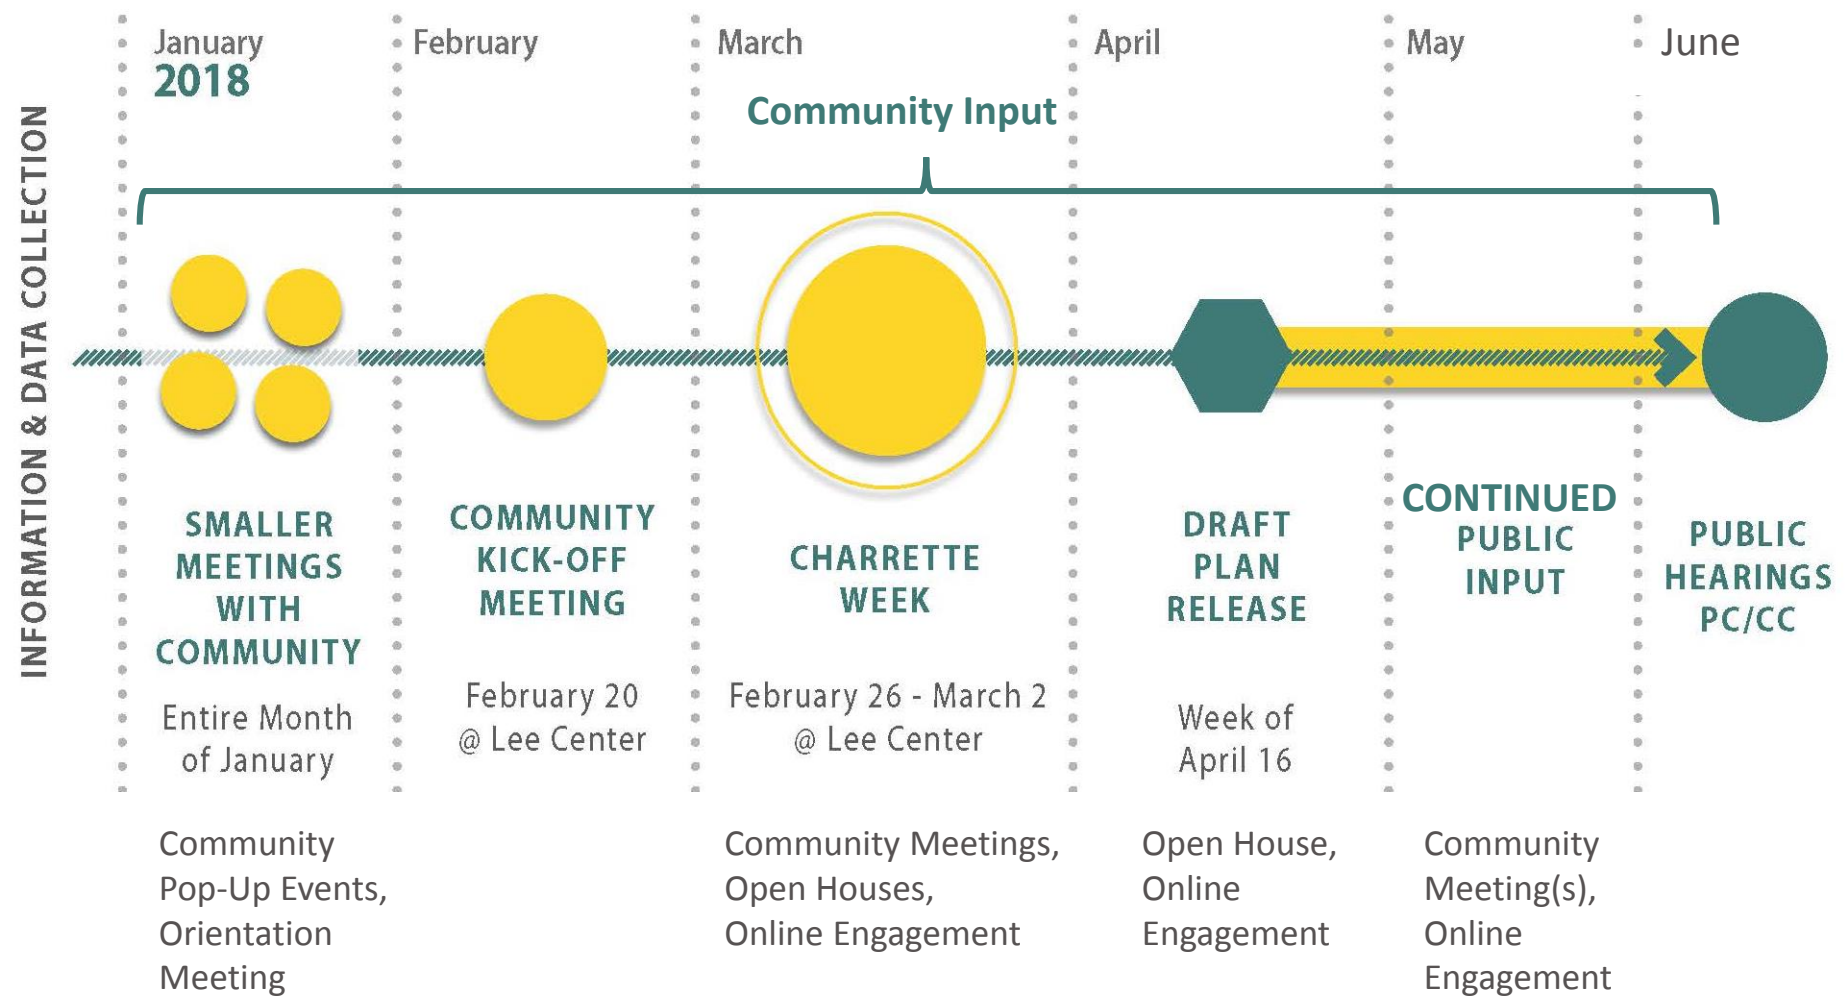 INFORMATION & DATA COLLECTION
January
2018
February
March
April
May
June
Community Input
SMALLER
MEETINGS
WITH
COMMUNITY
Entire Month
of January
Community
Pop-Up Events,
Orientation
Meeting
COMMUNITY
KICK-OFF
MEETING
February 20
@ Lee Center
CHARRETTE
WEEK
February 26 - March 2
@ Lee Center
Community Meetings,
Open Houses,
Online Engagement
DRAFT
PLAN
RELEASE
Week of
April 16
Open House,
Online
Engagement
CONTINUED
PUBLIC
INPUT
Community
Meeting(s),
Online
Engagement
PUBLIC
HEARINGS
PC/CC